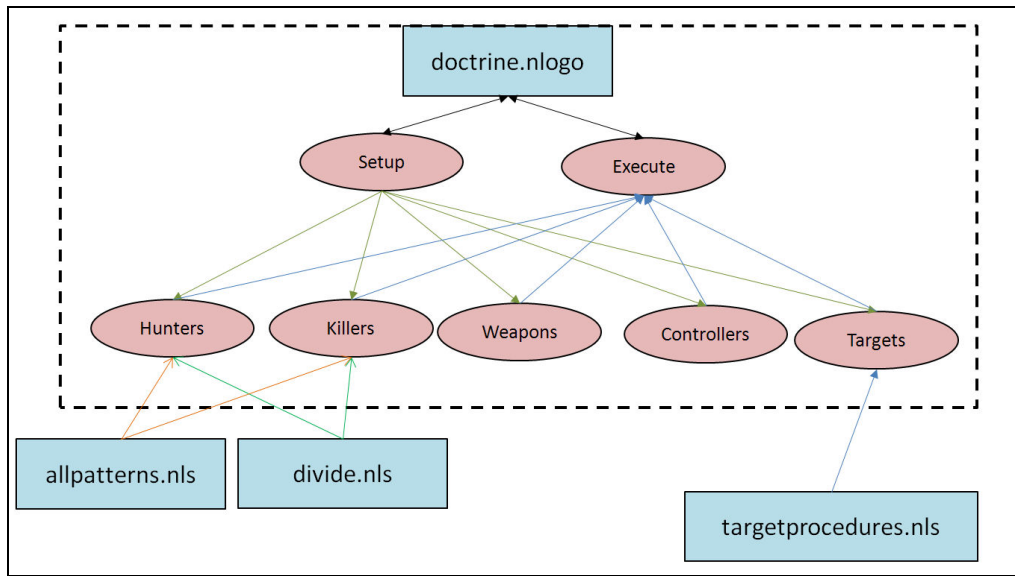 doctrine.nlogo
Setup
Execute
Hunters
Killers
Weapons
Controllers
Targets
allpatterns.nls
divide.nls
targetprocedures.nls